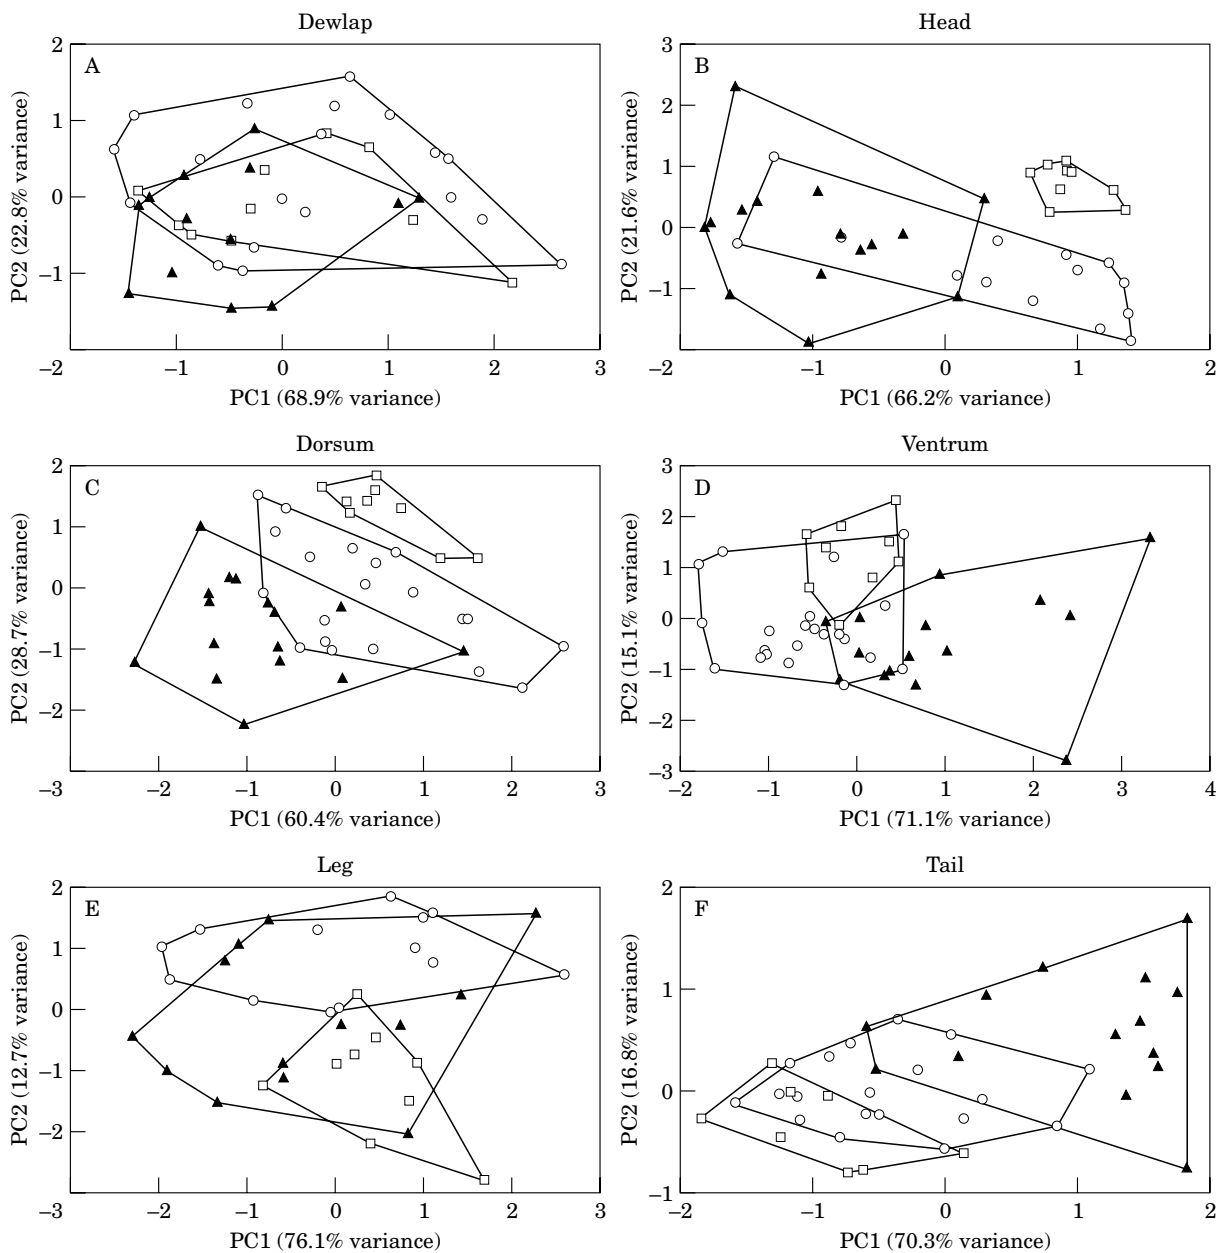 Dewlap
2
1
0
−1
−2
−1
0
1
2
3
A
PC2 (22.8% variance)
PC1 (68.9% variance)
Head
3
2
1
0
−1
−2
−2
−1
0
1
2
B
PC2 (21.6% variance)
PC1 (66.2% variance)
Dorsum
2
1
0
−1
−2
−3
−2
−1
0
1
2
3
C
PC2 (28.7% variance)
PC1 (60.4% variance)
Ventrum
3
2
1
0
−1
−2
−3
−2
−1
0
1
2
3
4
D
PC2 (15.1% variance)
PC1 (71.1% variance)
Leg
2
1
0
−1
−2
−3
−3
−2
−1
0
1
2
3
E
PC2 (12.7% variance)
PC1 (76.1% variance)
Tail
2
1
0
−1
−2
−1
0
1
2
F
PC2 (16.8% variance)
PC1 (70.3% variance)